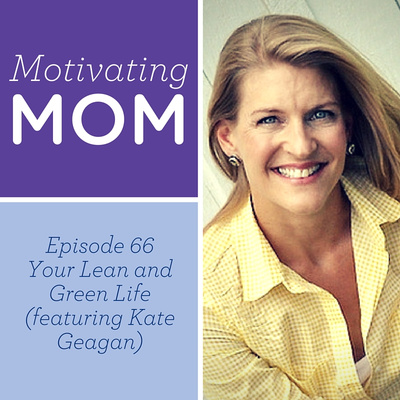 Motivating
MOM
Episode 66
Your Lean and
Green Life
(featuring Kate
Geagan)